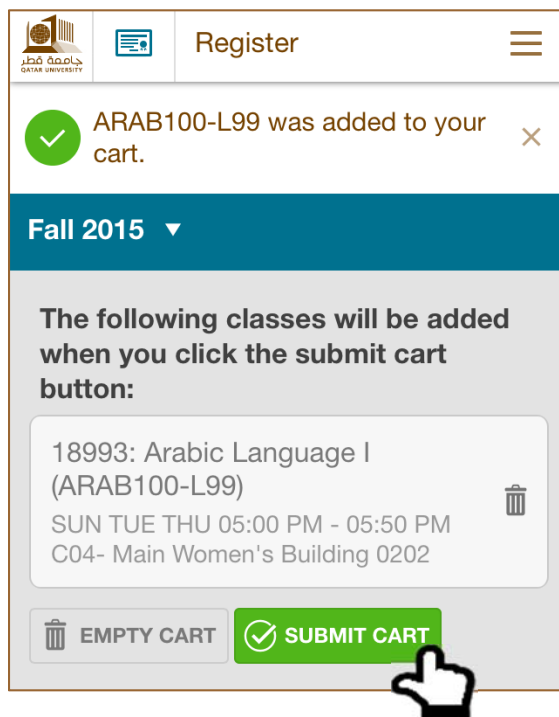 جامعة قطر
QATAR UNIVERSITY
Register
ARAB100-L99 was added to your
cart.
Fall 2015
The following classes will be added
when you click the submit cart
button:
18993: Arabic Language I
(ARAB100-L99)
SUN TUE THU 05:00 PM - 05:50 PM
C04- Main Women's Building 0202
EMPTY CART
SUBMIT CART